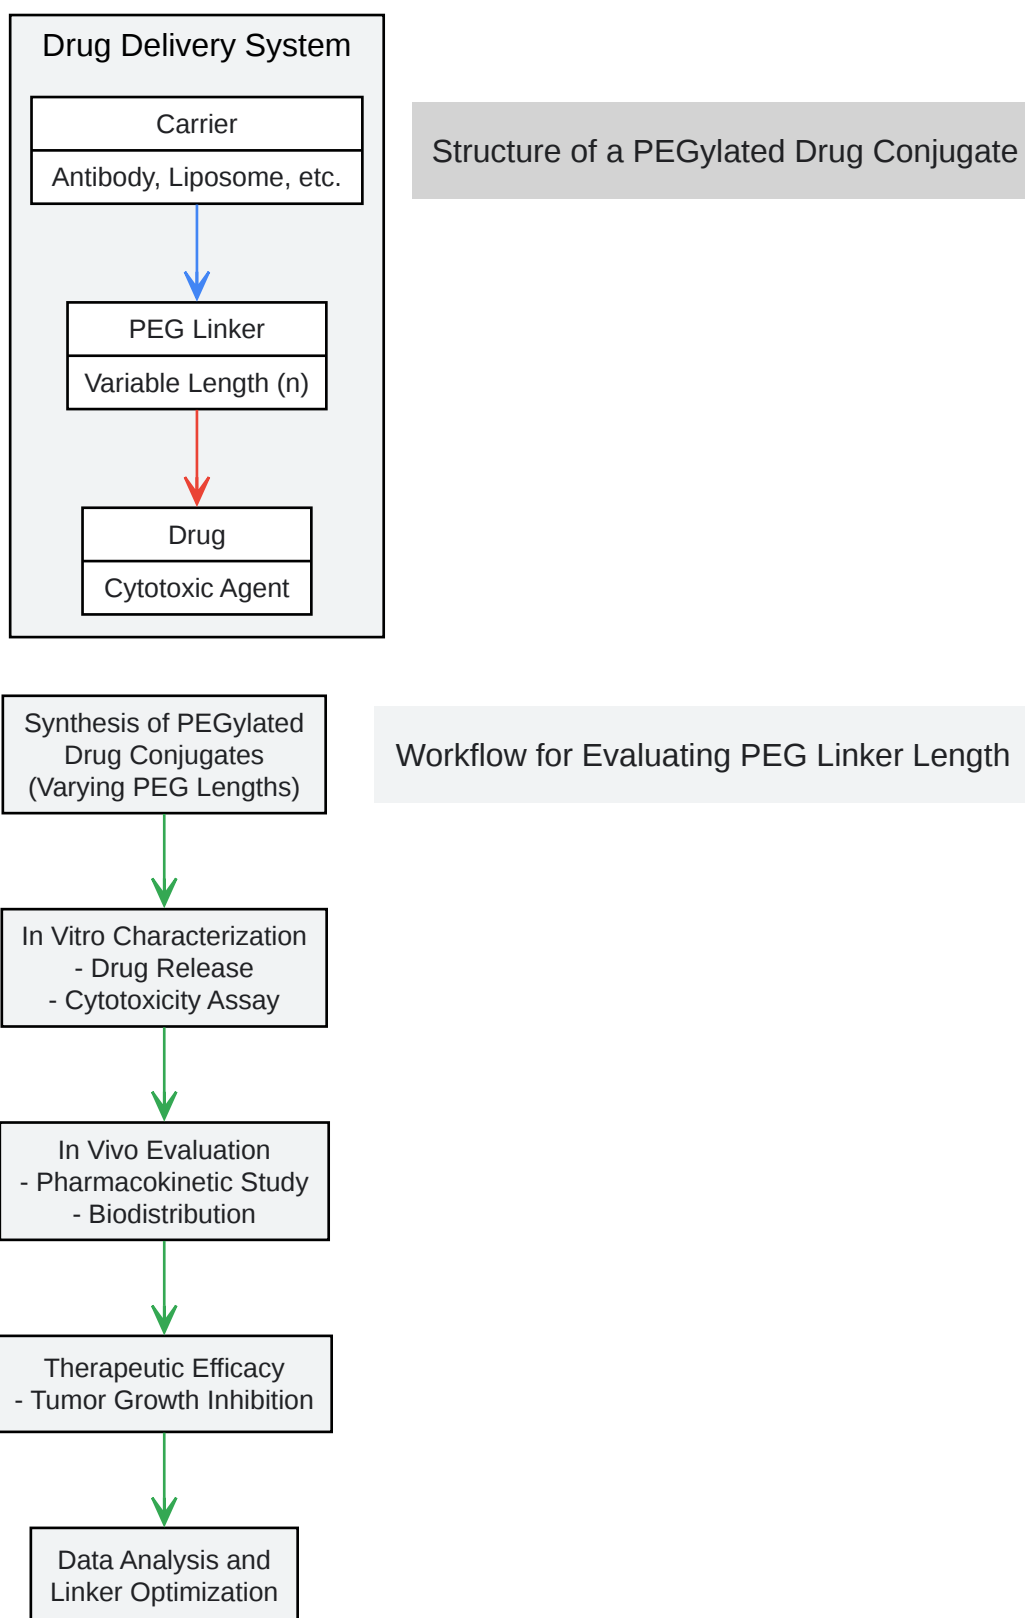 Drug Delivery System
Carrier
Antibody, Liposome, etc.
PEG Linker
Variable Length (n)
Drug
Cytotoxic Agent
Structure of a PEGylated Drug Conjugate
Synthesis of PEGylated
Drug Conjugates
(Varying PEG Lengths)
Workflow for Evaluating PEG Linker Length
In Vitro Characterization
- Drug Release
- Cytotoxicity Assay
In Vivo Evaluation
- Pharmacokinetic Study
- Biodistribution
Therapeutic Efficacy
- Tumor Growth Inhibition
Data Analysis and
Linker Optimization